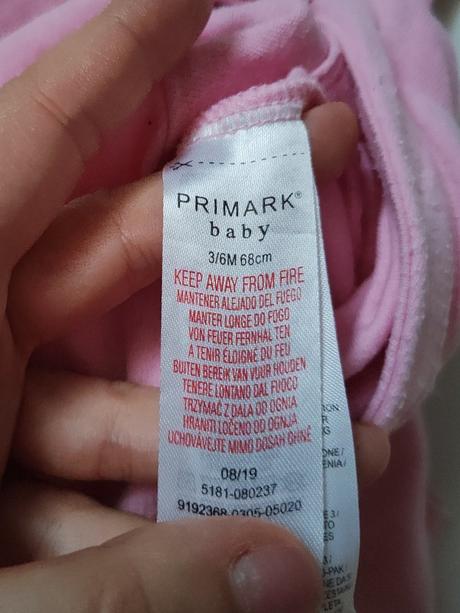 PRIMARK®
baby
3/6M 68cm
KEEP AWAY FROM FIRE
MANTENER ALEJADO DEL FUEGO
MANTER LONGE DO FOGO
VON FEUER FERNHALTEN
A TENIR ÉLOIGNÉ DU FEU
BUITEN BEREIK VAN VUUR HOUDEN
TENERE LONTANO DAL FUOCO
TRZYMAĆ Z DALA OD OGNIA
HRANITI LOČENO OD OGNJA
UCHOVÁVEJTE MIMO DOSAH OHNĚ
08/19
5181-080237
9192368-0305-05020